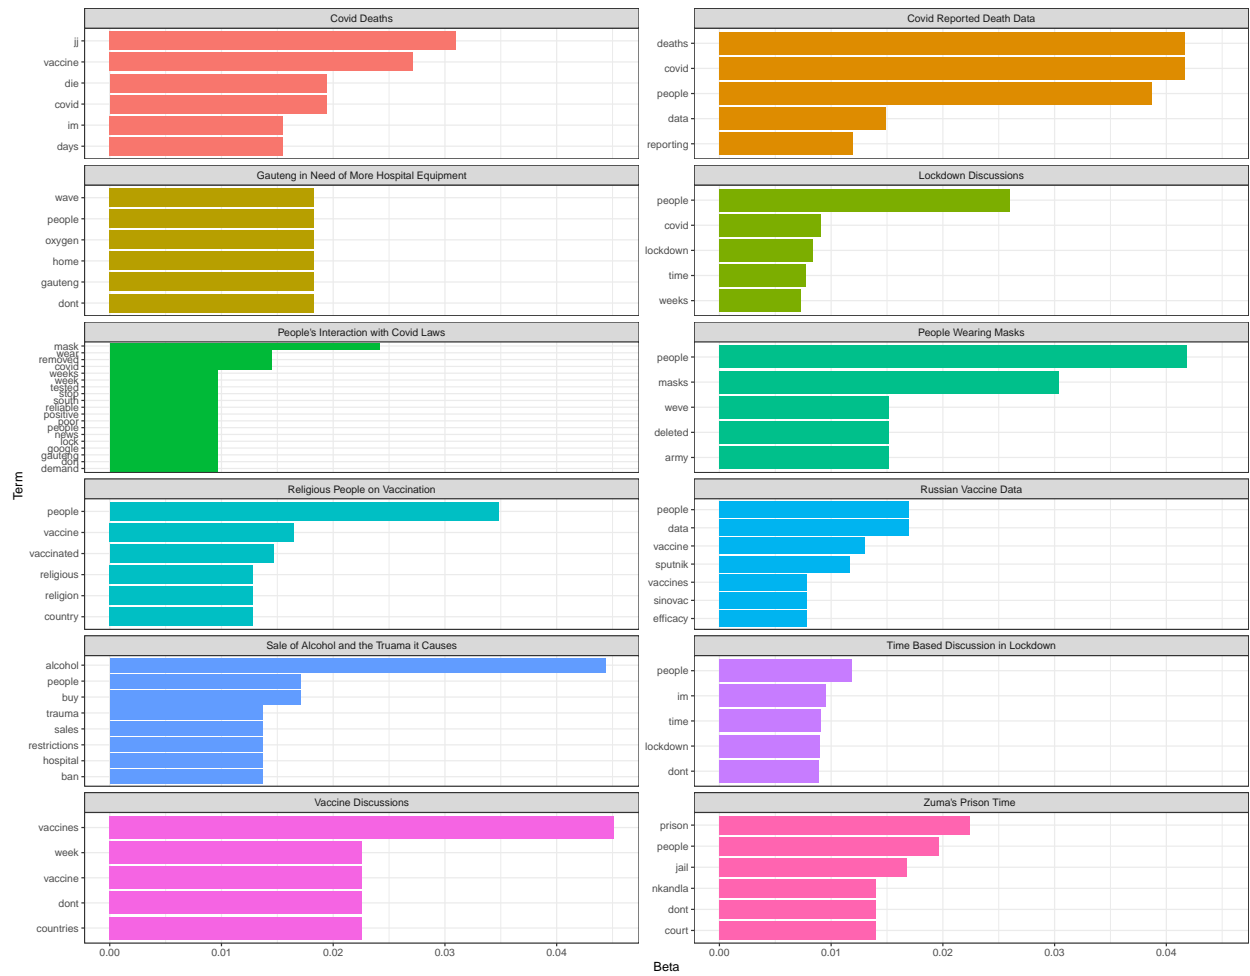 Covid Deaths
jj
vaccine
die
covid
im
days
Covid Reported Death Data
deaths
covid
people
data
reporting
Gauteng in Need of More Hospital Equipment
wave
people
oxygen
home
gauteng
dont
Lockdown Discussions
people
covid
lockdown
time
weeks
People's Interaction with Covid Laws
mask
wear
removed
covid
weeks
week
tested
stop
south
reliable
positive
poor
people
news
lock
google
gauteng
demand
People Wearing Masks
people
masks
weve
deleted
army
Religious People on Vaccination
people
vaccine
vaccinated
religious
religion
country
Russian Vaccine Data
people
data
vaccine
sputnik
vaccines
sinovac
efficacy
Sale of Alcohol and the Truama it Causes
alcohol
people
buy
trauma
sales
restrictions
hospital
ban
Time Based Discussion in Lockdown
people
im
time
lockdown
dont
Vaccine Discussions
vaccines
week
vaccine
dont
countries
0.00 0.01 0.02 0.03 0.04
Zuma's Prison Time
prison
people
jail
nkandla
dont
court
0.00 0.01 0.02 0.03 0.04
Term
Beta